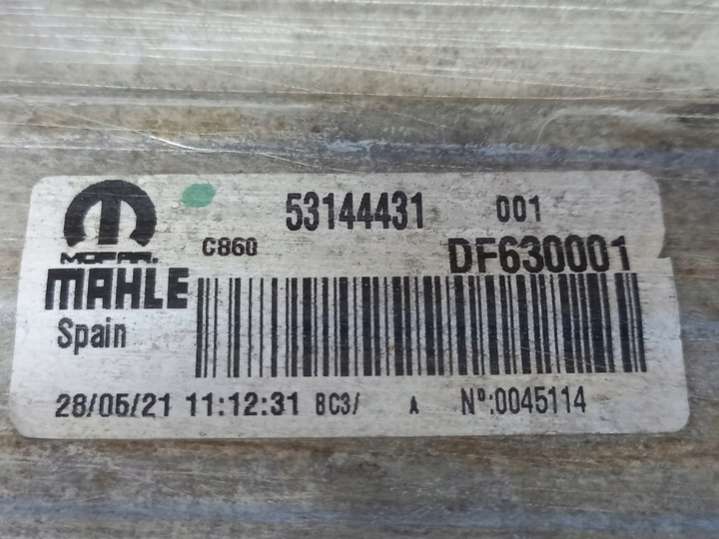 53144431 001
MOPAR. C860 DF630001
MAHLE
Spain
28/05/21 11:12:31 BC3/ A Nº:0045114